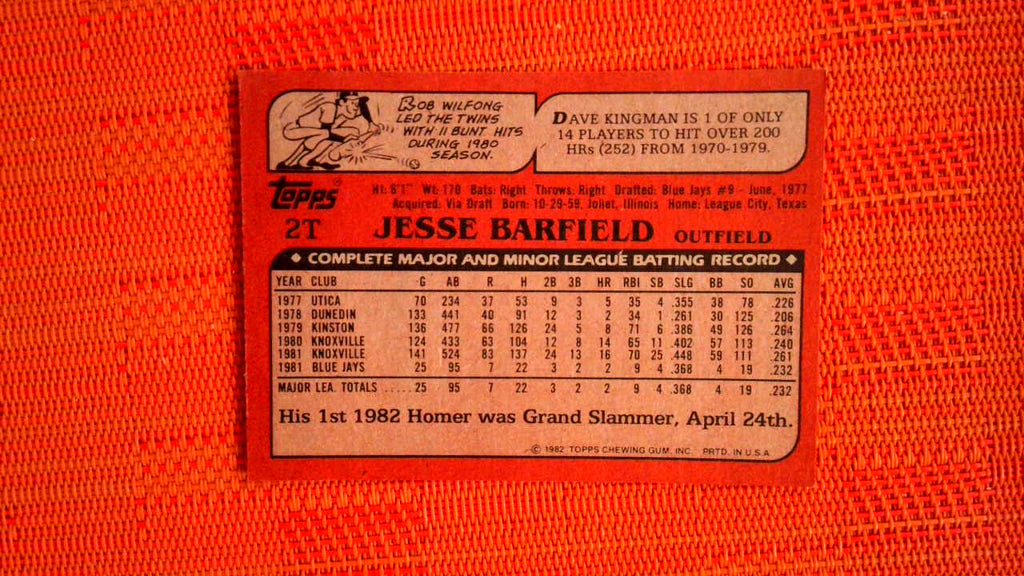 ROB WILFONG
LED THE TWINS
WITH 11 BUNT HITS
DURING 1980
SEASON.
DAVE KINGMAN IS 1 OF ONLY
14 PLAYERS TO HIT OVER 200
HRs (252) FROM 1970-1979.
topps®
Ht: 6'1" Wt: 170 Bats: Right Throws: Right Drafted: Blue Jays #9 - June, 1977
Acquired: Via Draft Born: 10-29-59, Joliet, Illinois Home: League City, Texas
2T JESSE BARFIELD OUTFIELD
◆ COMPLETE MAJOR AND MINOR LEAGUE BATTING RECORD ◆
YEAR CLUB G AB R H 2B 3B HR RBI SB SLG BB SO AVG
1977 UTICA 70 234 37 53 9 3 5 35 4 .355 38 78 .226
1978 DUNEDIN 133 441 40 91 12 3 2 34 1 .261 30 125 .206
1979 KINSTON 136 477 66 126 24 5 8 71 6 .386 49 126 .264
1980 KNOXVILLE 124 433 63 104 12 8 14 65 11 .402 57 113 .240
1981 KNOXVILLE 141 524 83 137 24 13 16 70 25 .448 59 111 .261
1981 BLUE JAYS 25 95 7 22 3 2 2 9 4 .368 4 19 .232
MAJOR LEA. TOTALS ..... 25 95 7 22 3 2 2 9 4 .368 4 19 .232
His 1st 1982 Homer was Grand Slammer, April 24th.
© 1982 TOPPS CHEWING GUM, INC. PRTD. IN U.S.A.